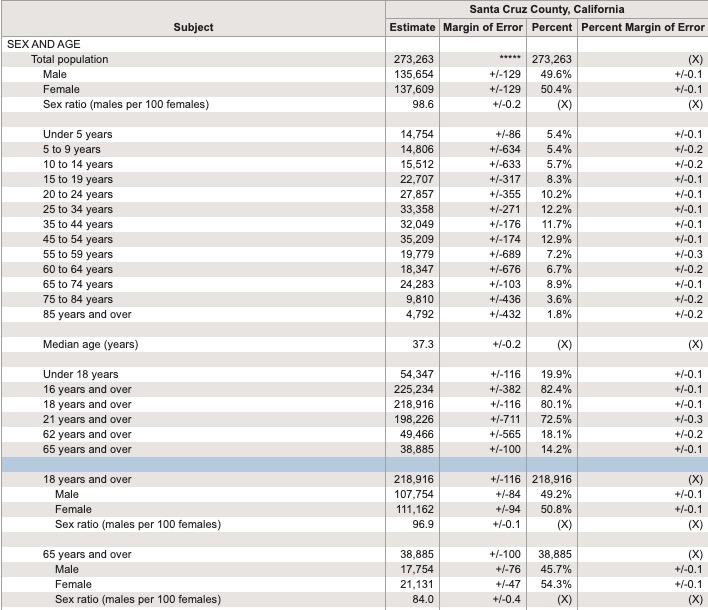 Santa Cruz County, California
Subject Estimate Margin of Error Percent Percent Margin of Error
SEX AND AGE
Total population 273,263 ***** 273,263 (X)
Male 135,654 +/-129 49.6% +/-0.1
Female 137,609 +/-129 50.4% +/-0.1
Sex ratio (males per 100 females) 98.6 +/-0.2 (X) (X)
Under 5 years 14,754 +/-86 5.4% +/-0.1
5 to 9 years 14,806 +/-634 5.4% +/-0.2
10 to 14 years 15,512 +/-633 5.7% +/-0.2
15 to 19 years 22,707 +/-317 8.3% +/-0.1
20 to 24 years 27,857 +/-355 10.2% +/-0.1
25 to 34 years 33,358 +/-271 12.2% +/-0.1
35 to 44 years 32,049 +/-176 11.7% +/-0.1
45 to 54 years 35,209 +/-174 12.9% +/-0.1
55 to 59 years 19,779 +/-689 7.2% +/-0.3
60 to 64 years 18,347 +/-676 6.7% +/-0.2
65 to 74 years 24,283 +/-103 8.9% +/-0.1
75 to 84 years 9,810 +/-436 3.6% +/-0.2
85 years and over 4,792 +/-432 1.8% +/-0.2
Median age (years) 37.3 +/-0.2 (X) (X)
Under 18 years 54,347 +/-116 19.9% +/-0.1
16 years and over 225,234 +/-382 82.4% +/-0.1
18 years and over 218,916 +/-116 80.1% +/-0.1
21 years and over 198,226 +/-711 72.5% +/-0.3
62 years and over 49,466 +/-565 18.1% +/-0.2
65 years and over 38,885 +/-100 14.2% +/-0.1
18 years and over 218,916 +/-116 218,916 (X)
Male 107,754 +/-84 49.2% +/-0.1
Female 111,162 +/-94 50.8% +/-0.1
Sex ratio (males per 100 females) 96.9 +/-0.1 (X) (X)
65 years and over 38,885 +/-100 38,885 (X)
Male 17,754 +/-76 45.7% +/-0.1
Female 21,131 +/-47 54.3% +/-0.1
Sex ratio (males per 100 females) 84.0 +/-0.4 (X) (X)